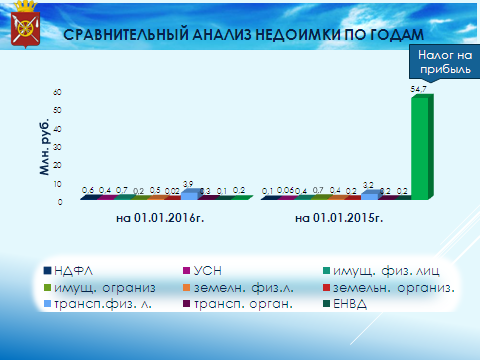 СРАВНИТЕЛЬНЫЙ АНАЛИЗ НЕДОИМКИ ПО ГОДАМ
Налог на
прибыль
Млн. руб.
60
50
40
30
20
10
0
0,6 0,4 0,7 0,2 0,5 0,02 3,9 0,3 0,1 0,2
0,1 0,06 0,4 0,7 0,4 0,2 3,2 0,2 0,2 54,7
на 01.01.2016г. на 01.01.2015г.
НДФЛ УСН имущ. физ. лиц
имущ. ограниз земелн. физ.л. земельн. организ.
трансп.физ. л. трансп. орган. ЕНВД